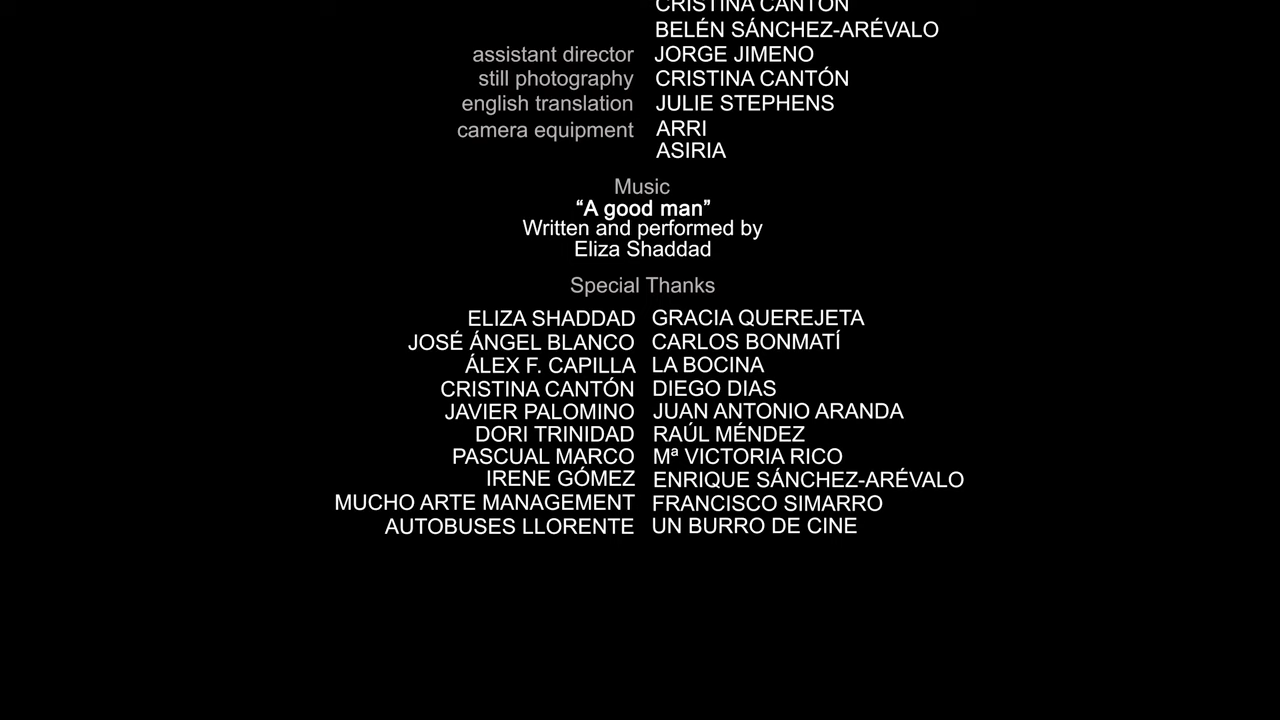 CRISTINA CANTÓN
BELÉN SÁNCHEZ-ARÉVALO
assistant director JORGE JIMENO
still photography CRISTINA CANTÓN
english translation JULIE STEPHENS
camera equipment ARRI
ASIRIA
Music
“A good man”
Written and performed by
Eliza Shaddad
Special Thanks
ELIZA SHADDAD GRACIA QUEREJETA
JOSÉ ÁNGEL BLANCO CARLOS BONMATÍ
ÁLEX F. CAPILLA LA BOCINA
CRISTINA CANTÓN DIEGO DIAS
JAVIER PALOMINO JUAN ANTONIO ARANDA
DORI TRINIDAD RAÚL MÉNDEZ
PASCUAL MARCO Mª VICTORIA RICO
IRENE GÓMEZ ENRIQUE SÁNCHEZ-ARÉVALO
MUCHO ARTE MANAGEMENT FRANCISCO SIMARRO
AUTOBUSES LLORENTE UN BURRO DE CINE